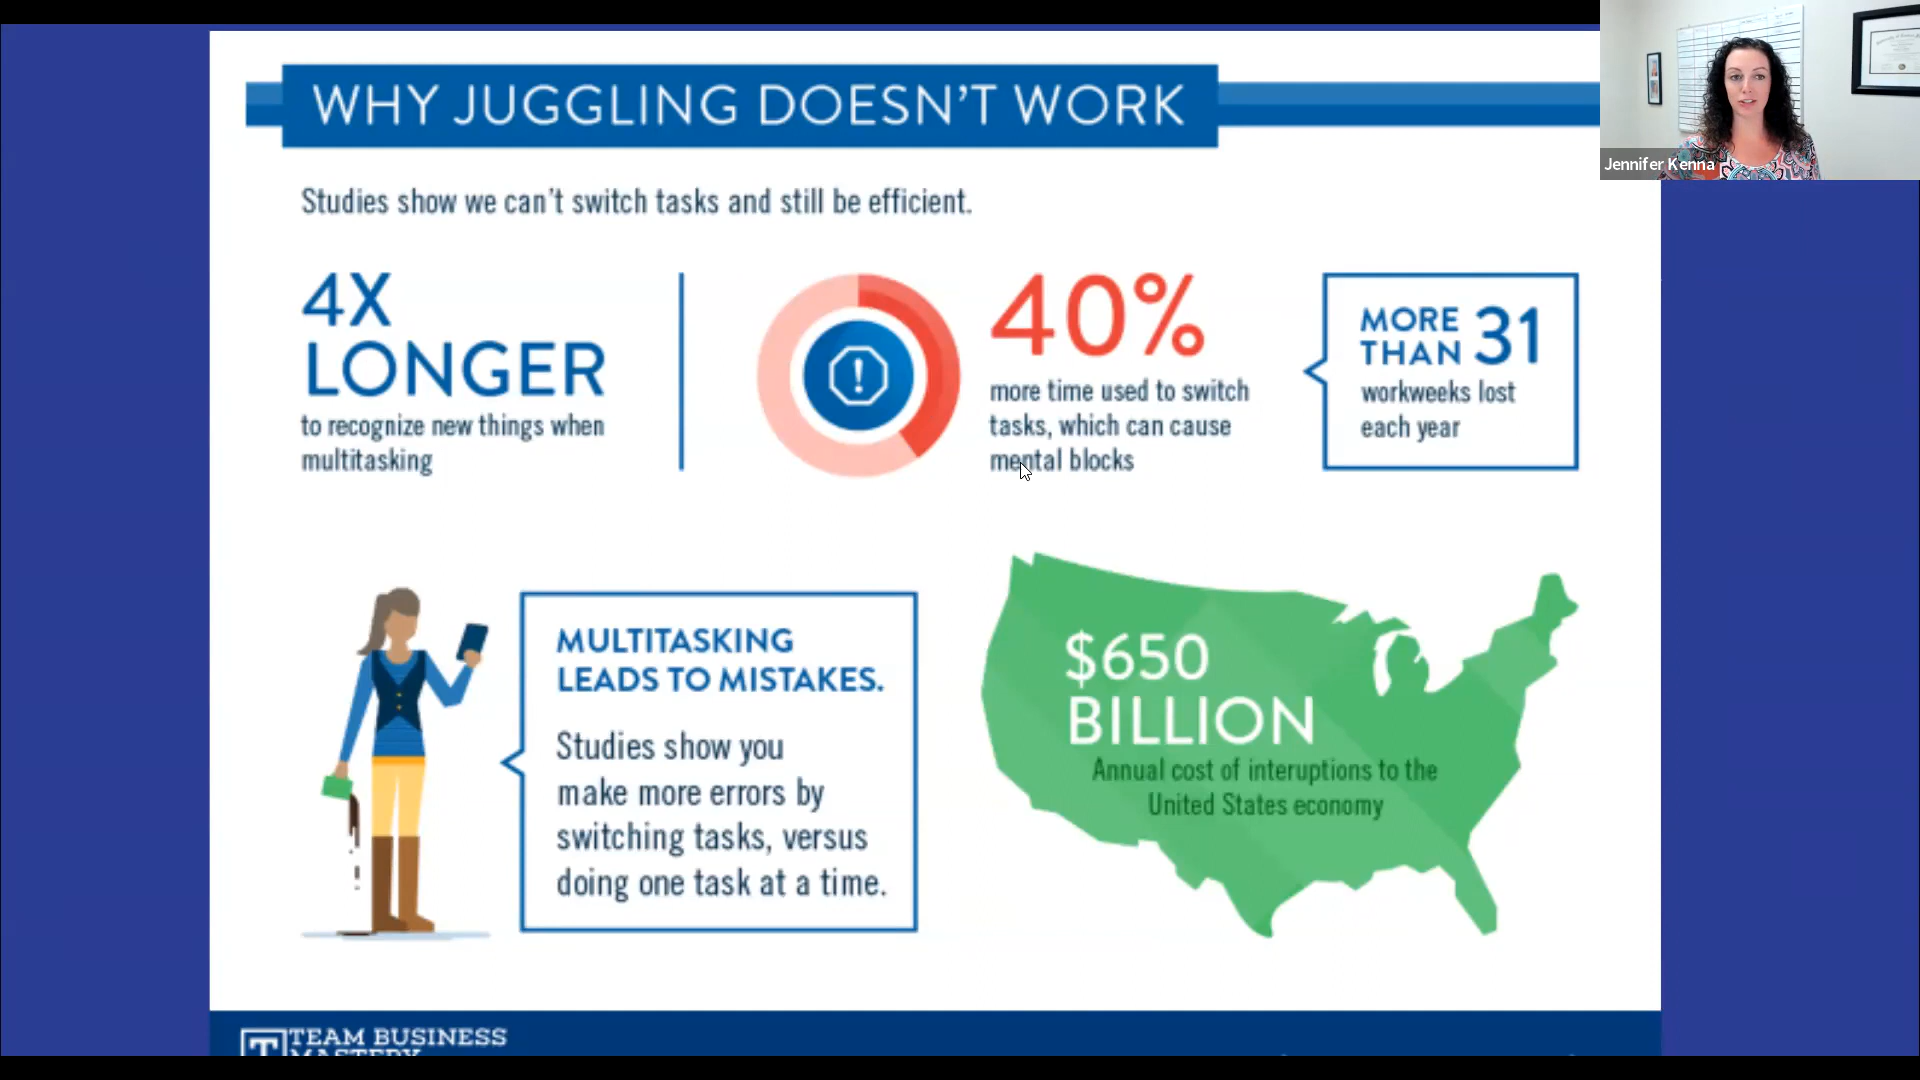 WHY JUGGLING DOESN'T WORK
Jennifer Kenna
Studies show we can't switch tasks and still be efficient.
4X
LONGER
to recognize new things when
multitasking
40%
more time used to switch
tasks, which can cause
mental blocks
MORE
THAN 31
workweeks lost
each year
MULTITASKING
LEADS TO MISTAKES.
Studies show you
make more errors by
switching tasks, versus
doing one task at a time.
$650
BILLION
Annual cost of interuptions to the
United States economy
T
TEAM BUSINESS
MASTERY